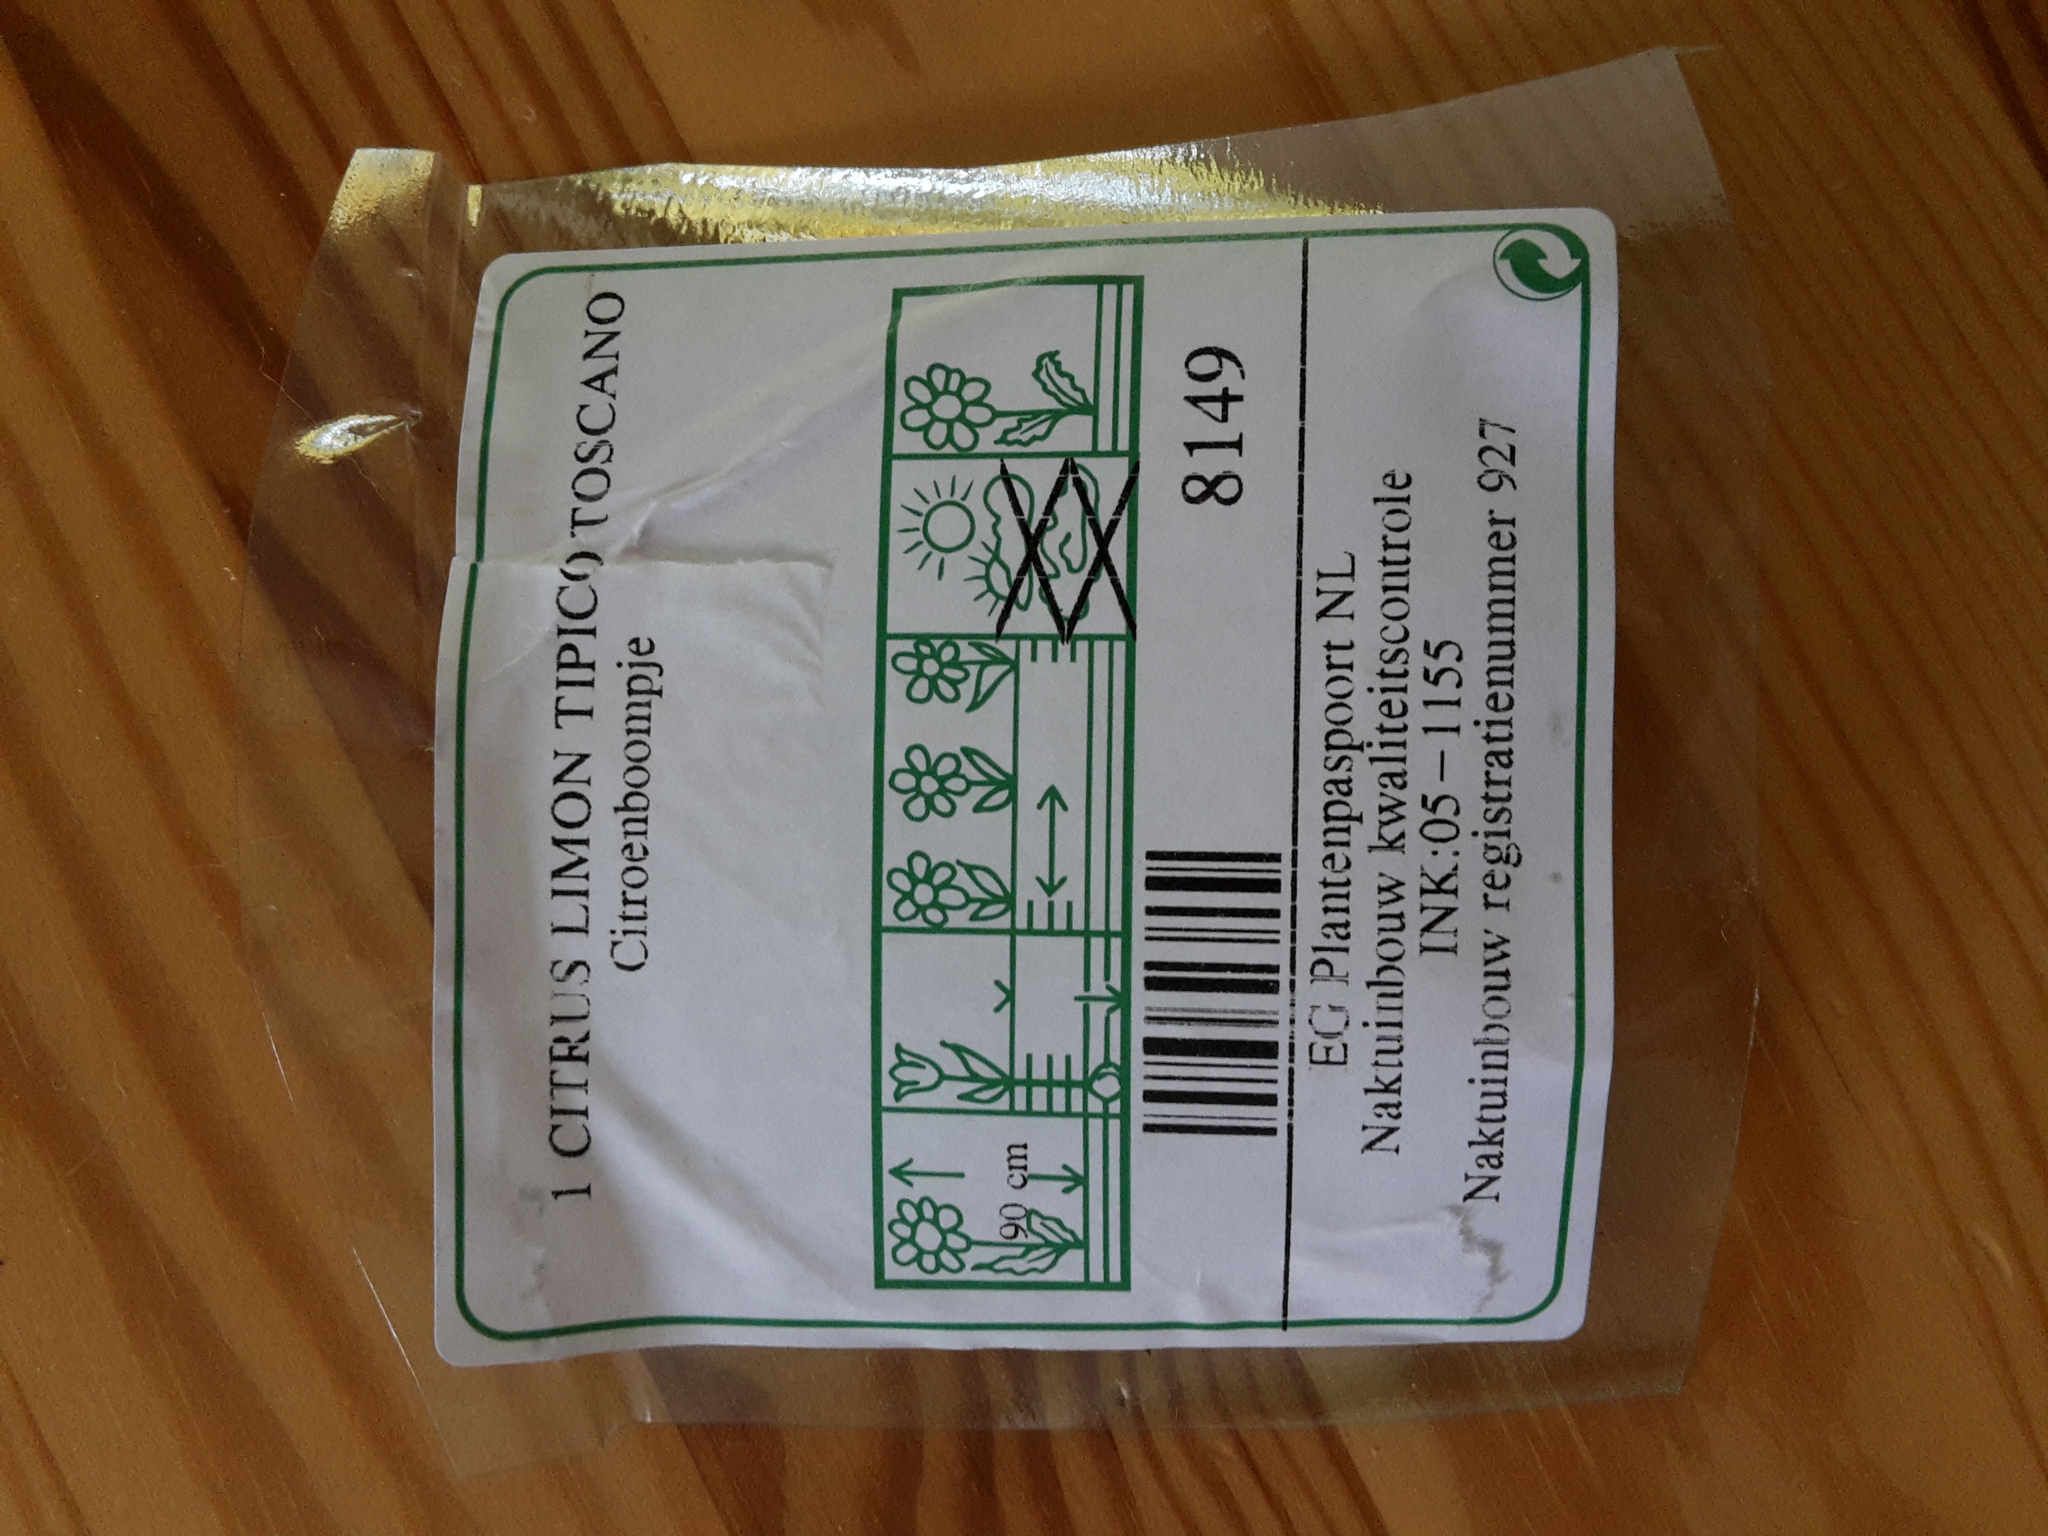 1 CITRUS LIMON TIPICO TOSCANO
Citroenboompje
90 cm
8149
EG Plantenpaspoort NL
Naktuinbouw kwaliteitscontrole
INK:05-1155
Naktuinbouw registratienummer 927